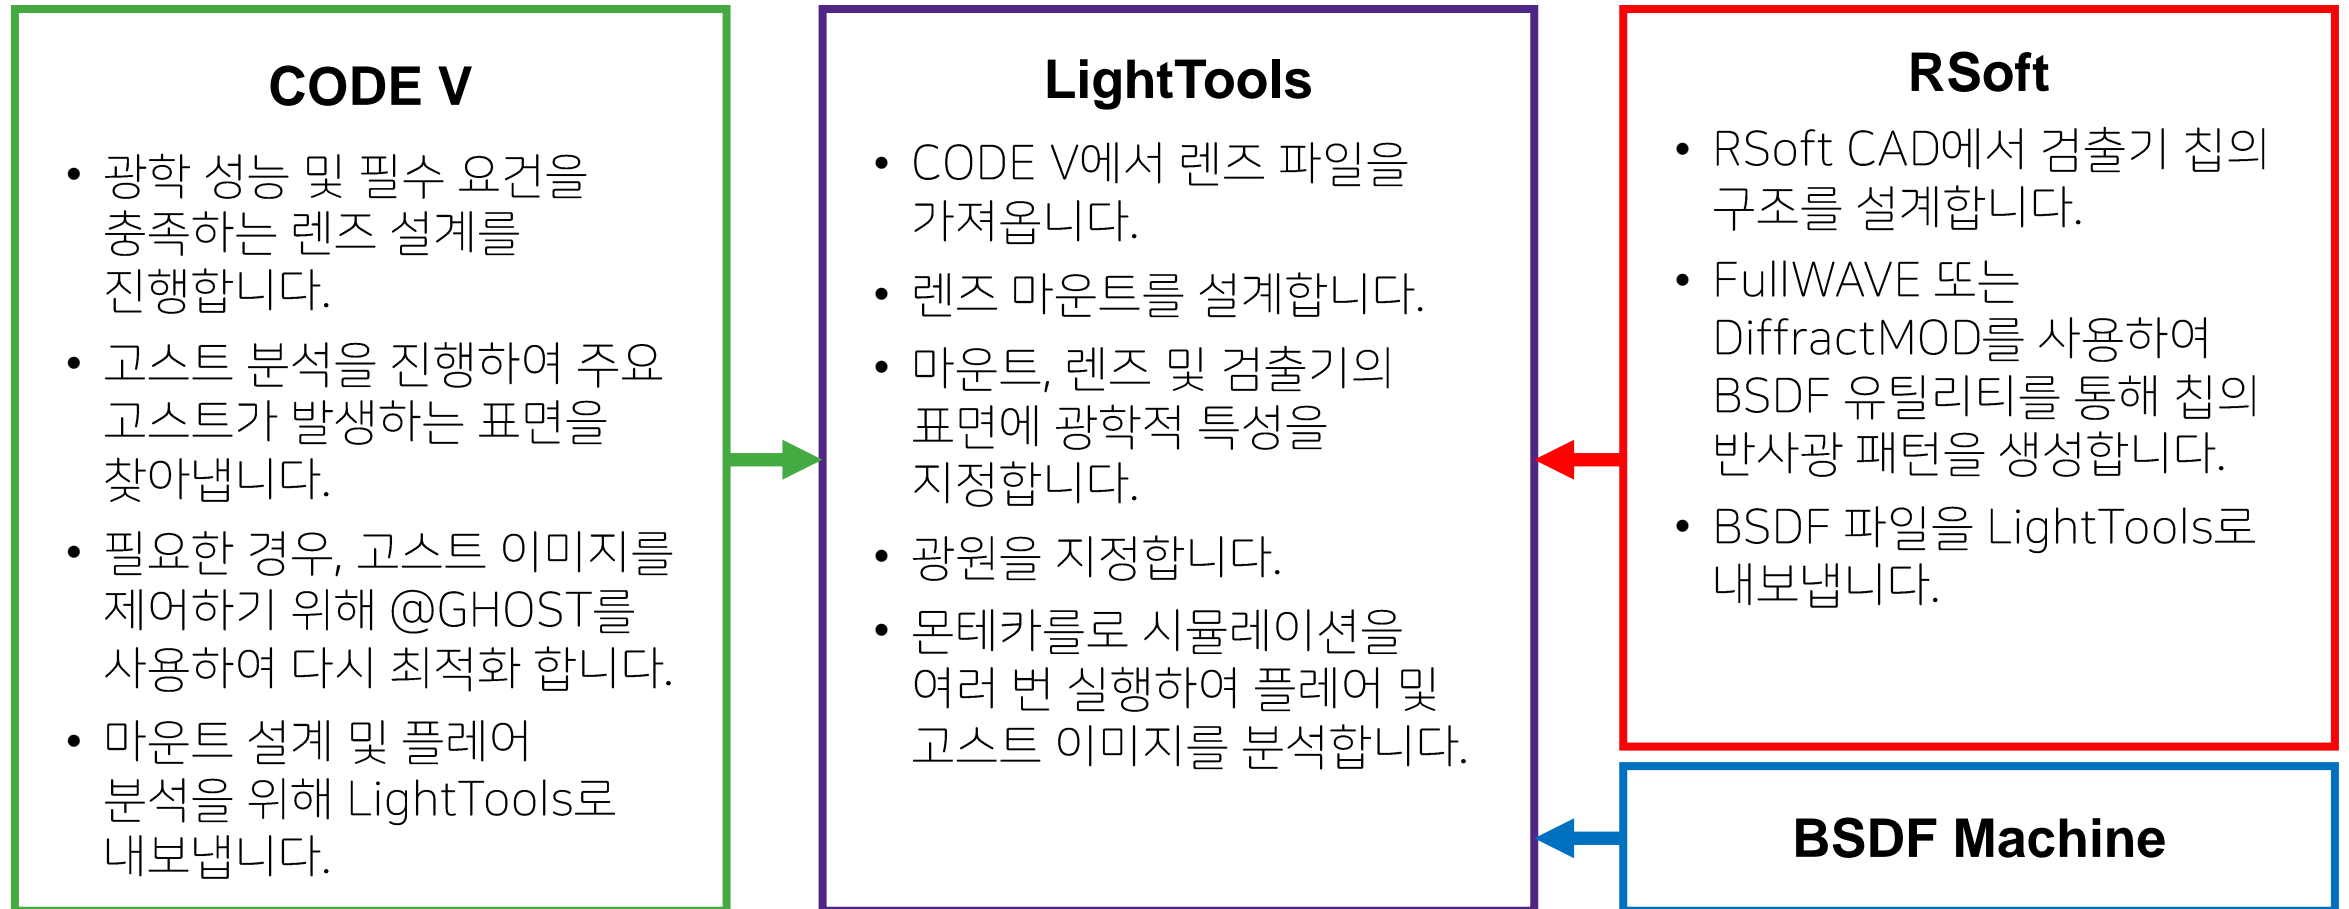 CODE V
• 광학 성능 및 필수 요건을
충족하는 렌즈 설계를
진행합니다.
• 고스트 분석을 진행하여 주요
고스트가 발생하는 표면을
찾아냅니다.
• 필요한 경우, 고스트 이미지를
제어하기 위해 @GHOST를
사용하여 다시 최적화 합니다.
• 마운트 설계 및 플레어
분석을 위해 LightTools로
내보냅니다.
LightTools
• CODE V에서 렌즈 파일을
가져옵니다.
• 렌즈 마운트를 설계합니다.
• 마운트, 렌즈 및 검출기의
표면에 광학적 특성을
지정합니다.
• 광원을 지정합니다.
• 몬테카를로 시뮬레이션을
여러 번 실행하여 플레어 및
고스트 이미지를 분석합니다.
RSoft
• RSoft CAD에서 검출기 칩의
구조를 설계합니다.
• FullWAVE 또는
DiffractMOD를 사용하여
BSDF 유틸리티를 통해 칩의
반사광 패턴을 생성합니다.
• BSDF 파일을 LightTools로
내보냅니다.
BSDF Machine